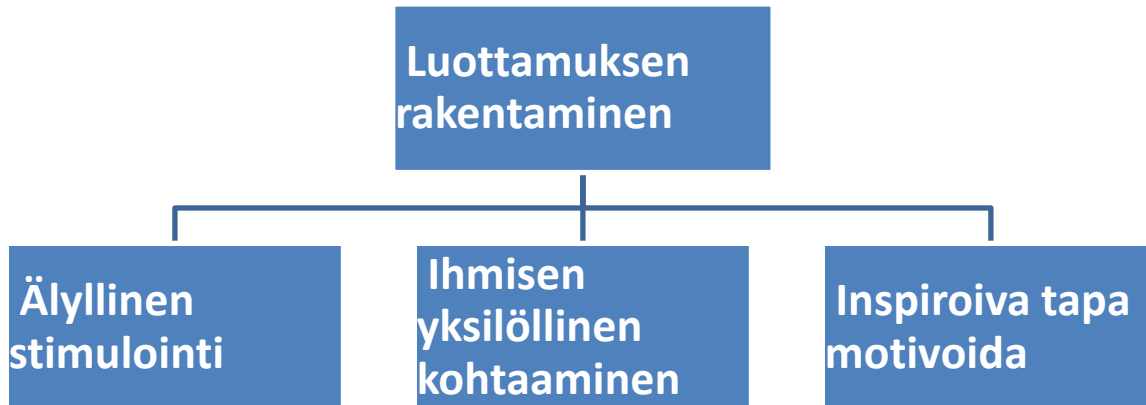 Luottamuksen
rakentaminen
Älyllinen
stimulointi
Ihmisen
yksilöllinen
kohtaaminen
Inspiroiva tapa
motivoida